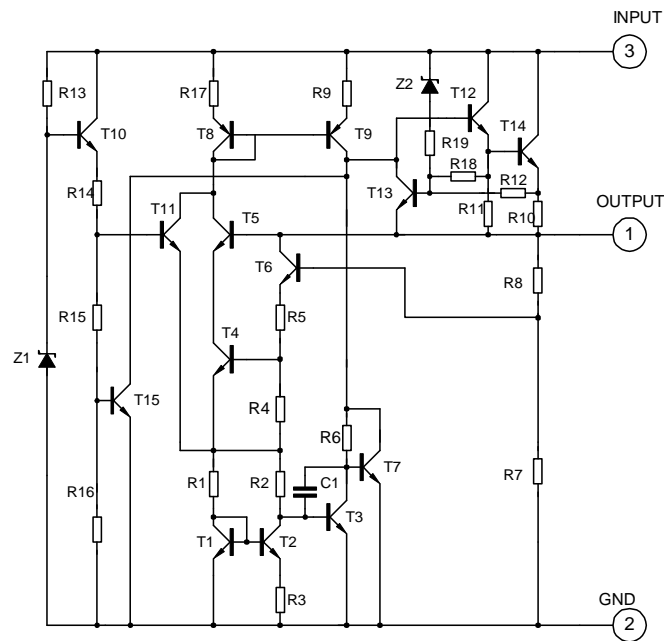 INPUT
3
R13
R17
R9
Z2
T12
T10
T8
T9
T14
R19
R18
R12
R14
T13
T11
T5
R11
R10
OUTPUT
1
T6
R8
R15
R5
Z1
T4
T15
R4
R6
T7
R16
R1
R2
C1
R7
T3
T1
T2
R3
GND
2